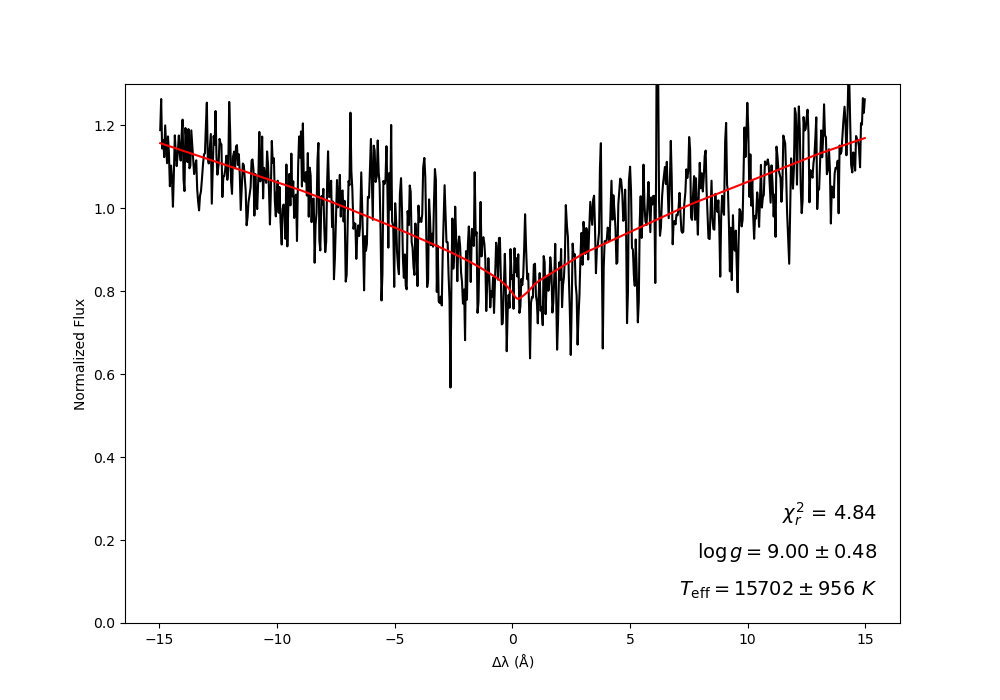 1.2
1.0
0.8
0.6
0.4
0.2
0.0
Normalized Flux
χ²ᵣ = 4.84
log g = 9.00 ± 0.48
T_eff = 15702 ± 956 K
−15 −10 −5 0 5 10 15
Δλ (Å)